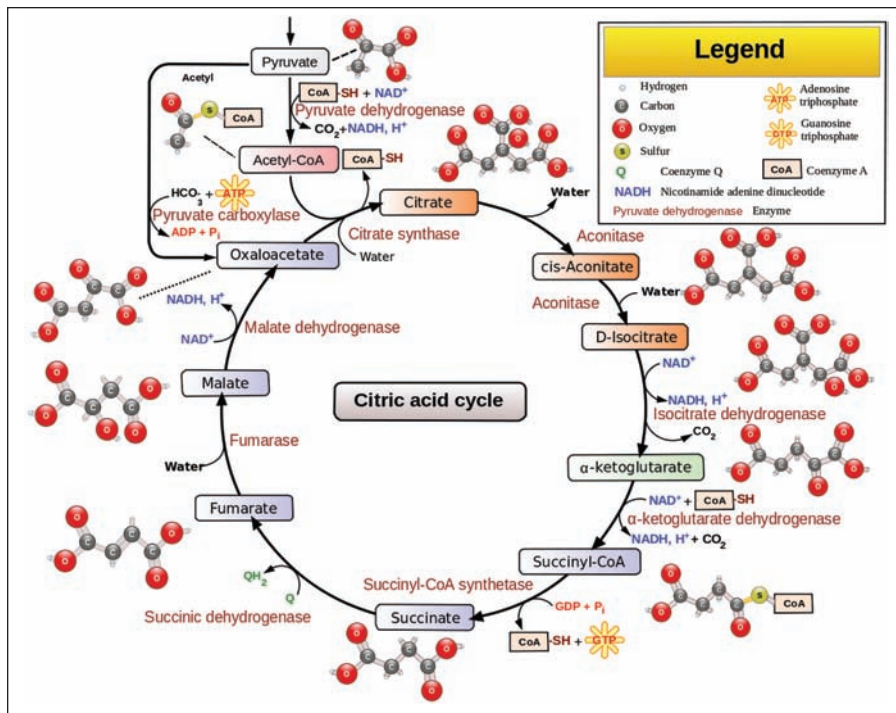 Pyruvate
Acetyl
CoA-SH + NAD⁺
Pyruvate dehydrogenase
CO₂+NADH, H⁺
S
CoA
Acetyl-CoA
CoA-SH
HCO₃⁻ + ATP
Pyruvate carboxylase
ADP + Pᵢ
Oxaloacetate
Citrate
Citrate synthase
Water
Water
Aconitase
cis-Aconitate
Aconitase
Water
D-Isocitrate
NAD⁺
NADH, H⁺
Isocitrate dehydrogenase
CO₂
α-ketoglutarate
NAD⁺ + CoA-SH
α-ketoglutarate dehydrogenase
NADH, H⁺ + CO₂
Succinyl-CoA
S
CoA
Succinyl-CoA synthetase
GDP + Pᵢ
CoA-SH + GTP
Succinate
QH₂
Q
Succinic dehydrogenase
Fumarate
Water
Fumarase
Malate
NADH, H⁺
NAD⁺
Malate dehydrogenase
Citric acid cycle
Legend
Hydrogen
C Carbon
O Oxygen
S Sulfur
Q Coenzyme Q
ATP Adenosine
triphosphate
GTP Guanosine
triphosphate
CoA Coenzyme A
NADH Nicotinamide adenine dinucleotide
Pyruvate dehydrogenase Enzyme